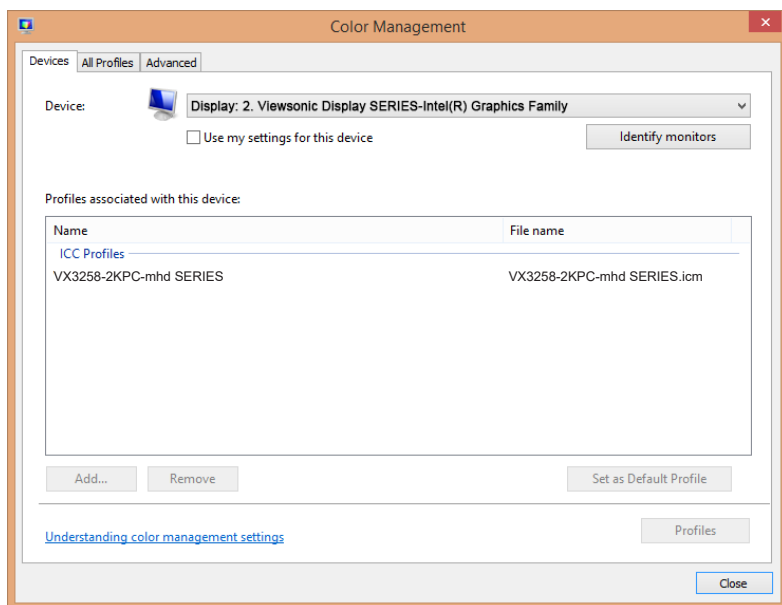 Color Management
Devices All Profiles Advanced
Device: Display: 2. Viewsonic Display SERIES-Intel(R) Graphics Family
Use my settings for this device Identify monitors
Profiles associated with this device:
Name File name
ICC Profiles
VX3258-2KPC-mhd SERIES VX3258-2KPC-mhd SERIES.icm
Add... Remove Set as Default Profile
Understanding color management settings Profiles
Close